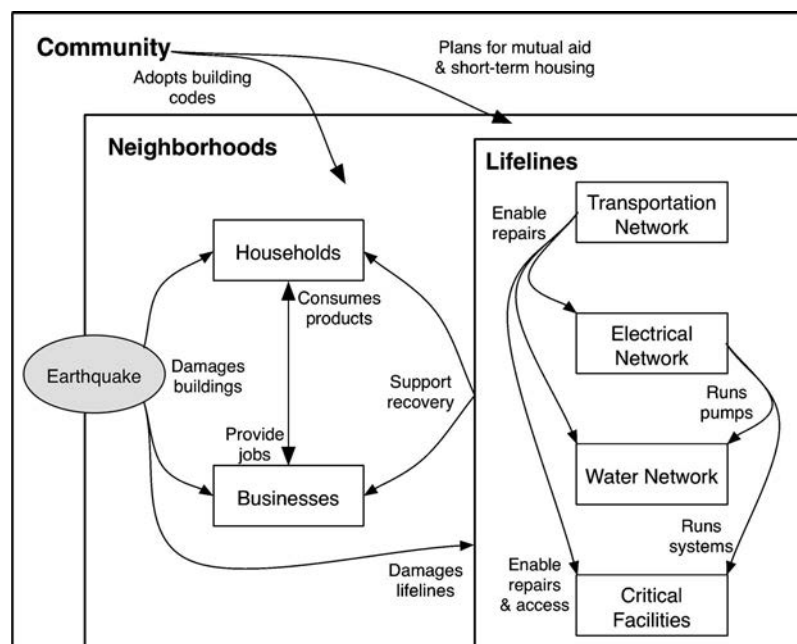 Community
Adopts building
codes
Plans for mutual aid
& short-term housing
Neighborhoods
Lifelines
Transportation
Network
Enable
repairs
Households
Consumes
products
Electrical
Network
Earthquake
Damages
buildings
Support
recovery
Runs
pumps
Provide
jobs
Businesses
Water Network
Runs
systems
Damages
lifelines
Enable
repairs
& access
Critical
Facilities